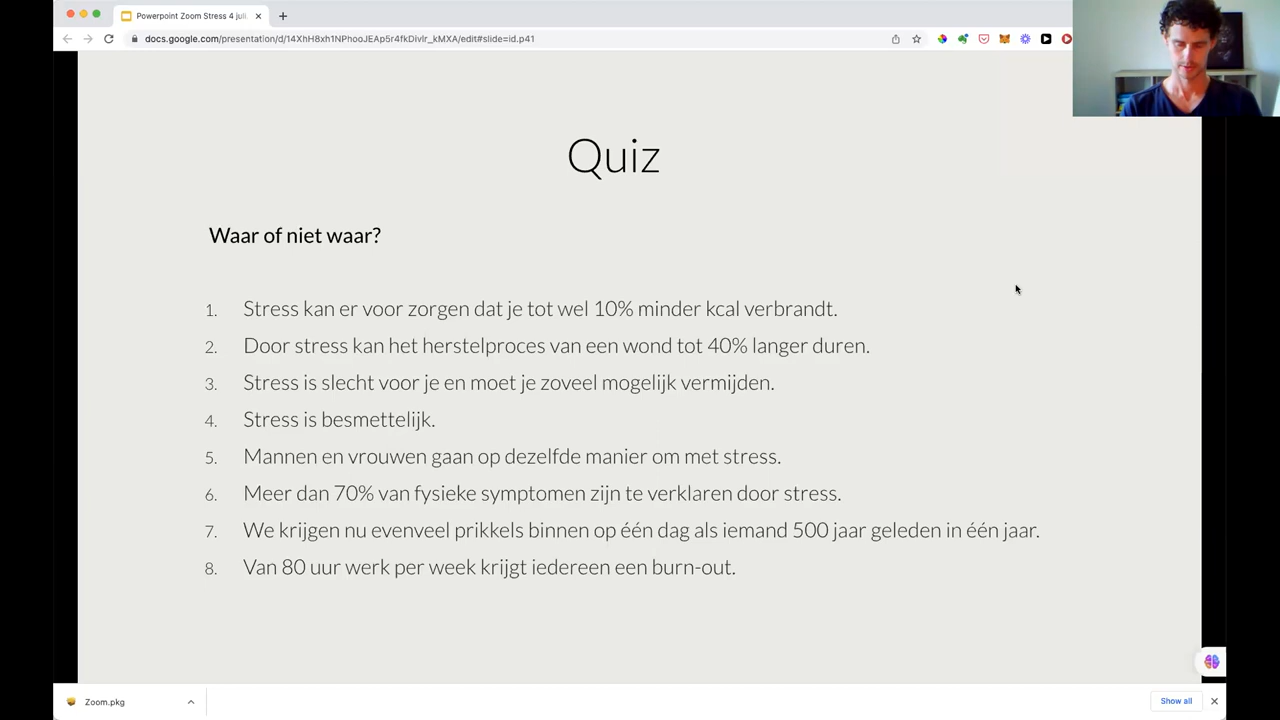 Powerpoint Zoom Stress 4 juli
docs.google.com/presentation/d/14XhH8xh1NPhooJEAp5r4fkDivlr_kMXA/edit#slide=id.p41
Quiz
Waar of niet waar?
1. Stress kan er voor zorgen dat je tot wel 10% minder kcal verbrandt.
2. Door stress kan het herstelproces van een wond tot 40% langer duren.
3. Stress is slecht voor je en moet je zoveel mogelijk vermijden.
4. Stress is besmettelijk.
5. Mannen en vrouwen gaan op dezelfde manier om met stress.
6. Meer dan 70% van fysieke symptomen zijn te verklaren door stress.
7. We krijgen nu evenveel prikkels binnen op één dag als iemand 500 jaar geleden in één jaar.
8. Van 80 uur werk per week krijgt iedereen een burn-out.
Zoom.pkg
Show all